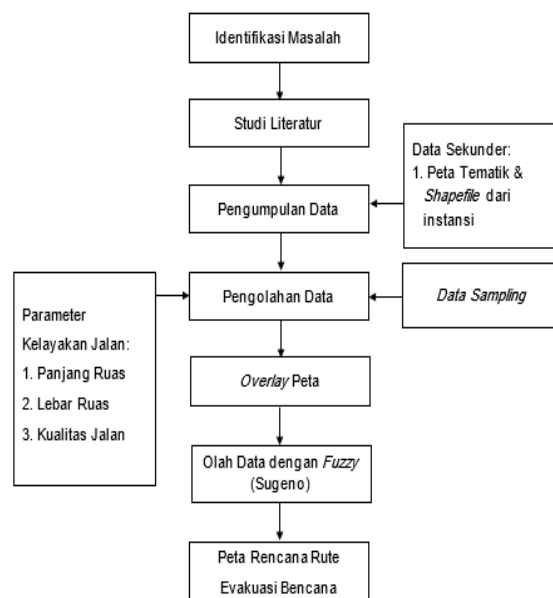 Identifikasi Masalah
Studi Literatur
Data Sekunder:
1. Peta Tematik &
Shapefile dari
instansi
Pengumpulan Data
Pengolahan Data
Data Sampling
Parameter
Kelayakan Jalan:
1. Panjang Ruas
2. Lebar Ruas
3. Kualitas Jalan
Overlay Peta
Olah Data dengan Fuzzy
(Sugeno)
Peta Rencana Rute
Evakuasi Bencana